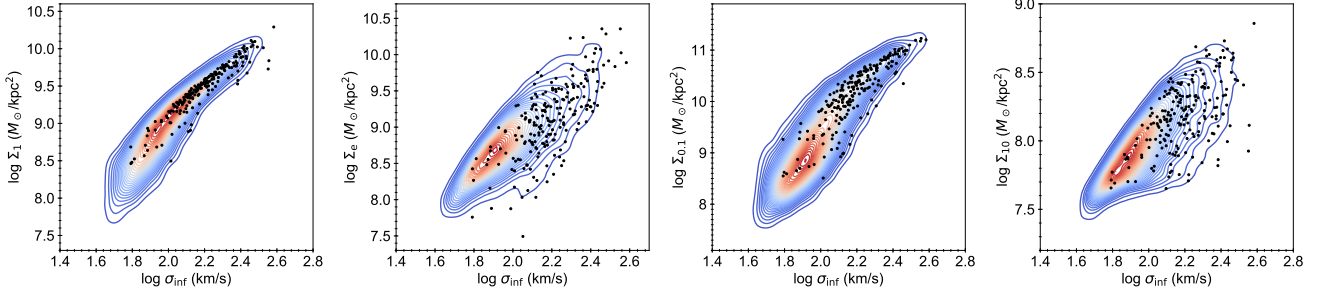 10.5
10.0
9.5
9.0
8.5
8.0
7.5
log Σ₁ (M⊙/kpc²)
1.4 1.6 1.8 2.0 2.2 2.4 2.6 2.8
log σ_inf (km/s)
10.5
10.0
9.5
9.0
8.5
8.0
7.5
log Σₑ (M⊙/kpc²)
1.4 1.6 1.8 2.0 2.2 2.4 2.6
log σ_inf (km/s)
11
10
9
8
log Σ₀.₁ (M⊙/kpc²)
1.4 1.6 1.8 2.0 2.2 2.4 2.6 2.8
log σ_inf (km/s)
9.0
8.5
8.0
7.5
log Σ₁₀ (M⊙/kpc²)
1.4 1.6 1.8 2.0 2.2 2.4 2.6 2.8
log σ_inf (km/s)